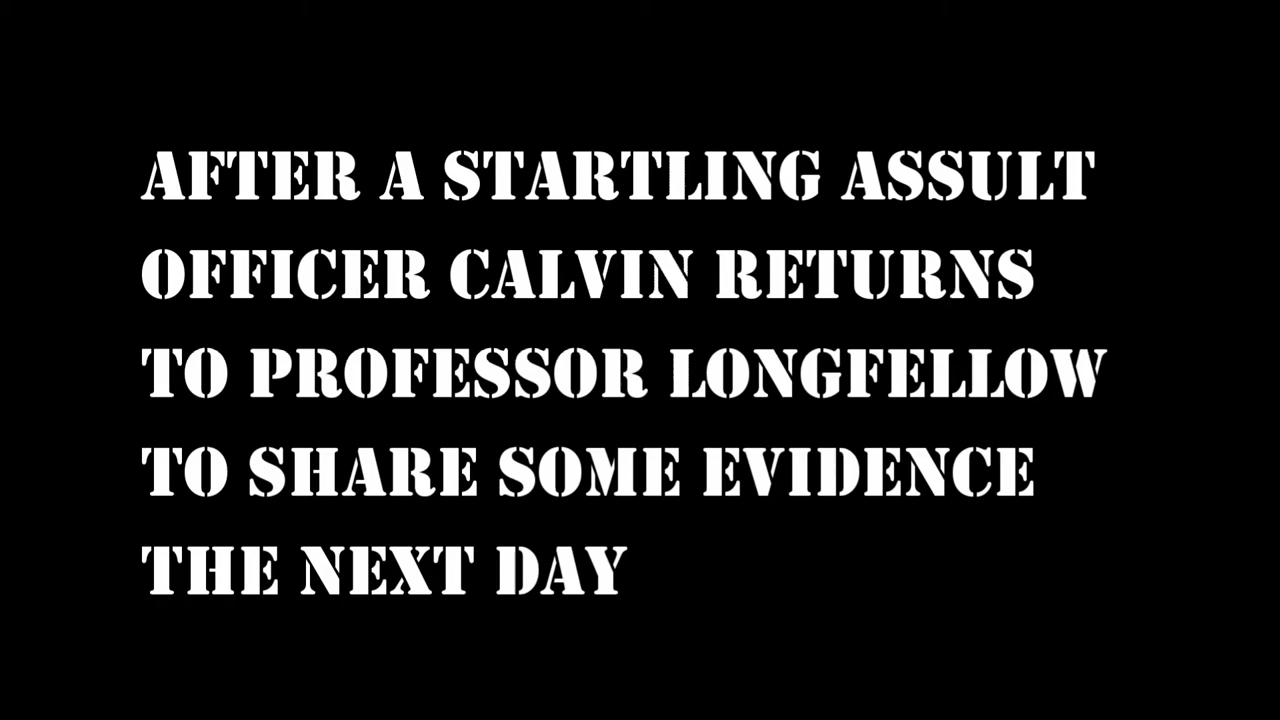 AFTER A STARTLING ASSULT
OFFICER CALVIN RETURNS
TO PROFESSOR LONGFELLOW
TO SHARE SOME EVIDENCE
THE NEXT DAY